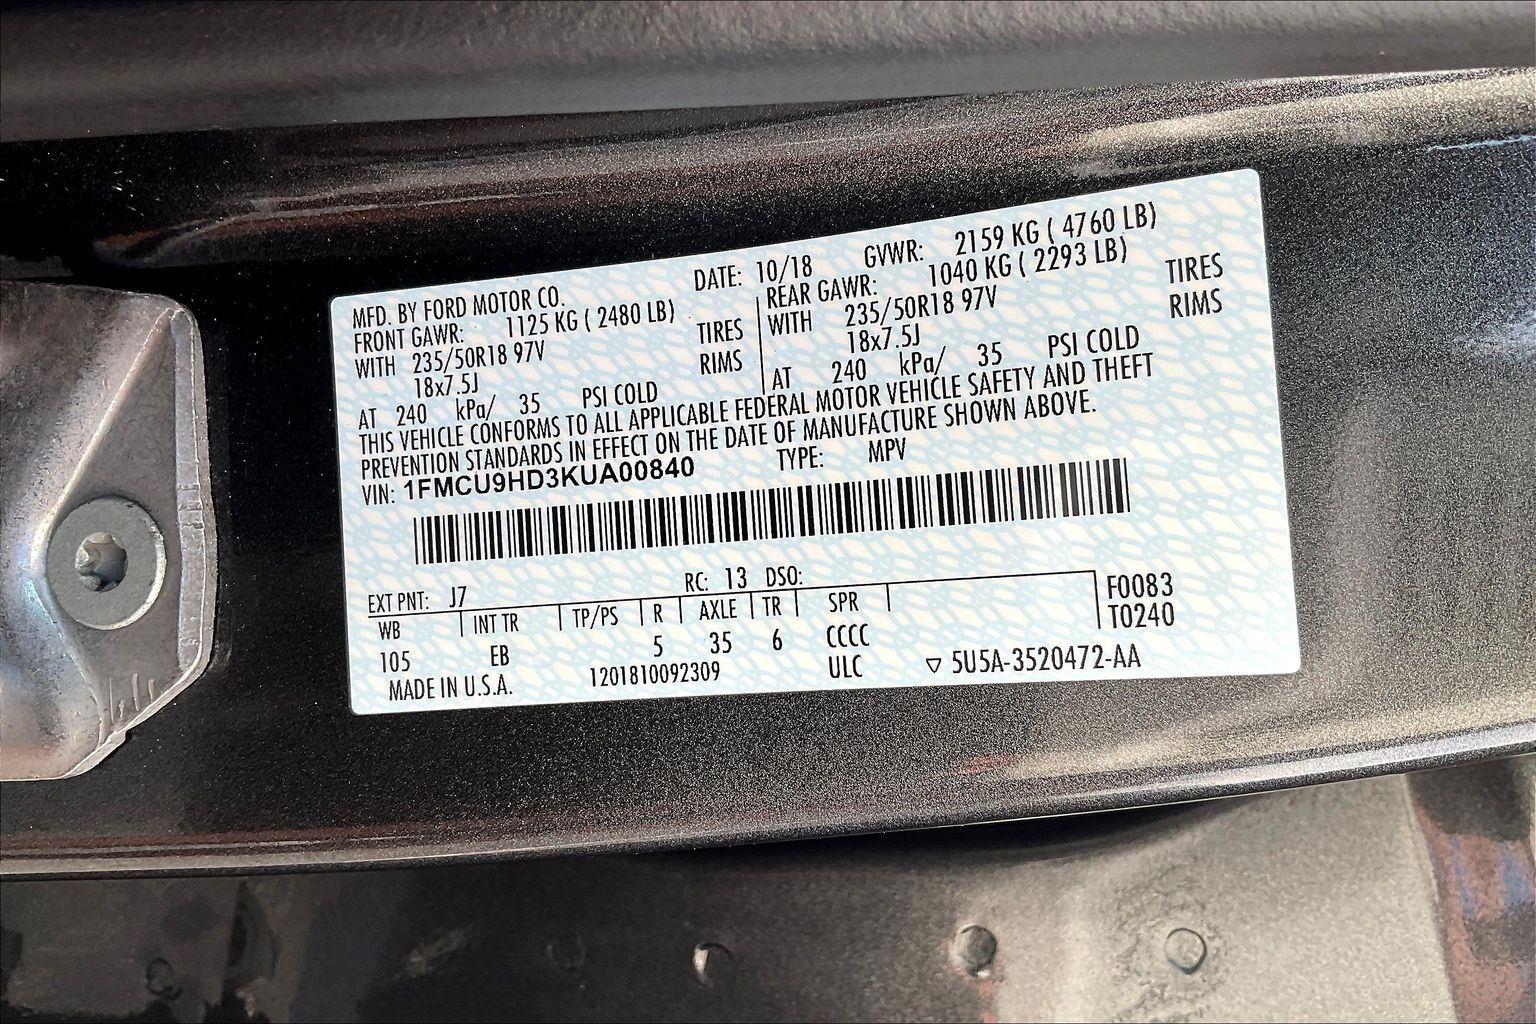 MFD. BY FORD MOTOR CO. DATE: 10/18 GVWR: 2159 KG ( 4760 LB)
FRONT GAWR: 1125 KG ( 2480 LB) REAR GAWR: 1040 KG ( 2293 LB)
WITH 235/50R18 97V TIRES WITH 235/50R18 97V TIRES
18x7.5J RIMS 18x7.5J RIMS
AT 240 kPa/ 35 PSI COLD AT 240 kPa/ 35 PSI COLD
THIS VEHICLE CONFORMS TO ALL APPLICABLE FEDERAL MOTOR VEHICLE SAFETY AND THEFT
PREVENTION STANDARDS IN EFFECT ON THE DATE OF MANUFACTURE SHOWN ABOVE.
VIN: 1FMCU9HD3KUA00840 TYPE: MPV
EXT PNT: J7 RC: 13 DSO:
WB INT TR TP/PS R AXLE TR SPR F0083
T0240
105 EB 5 35 6 CCCC
MADE IN U.S.A. 1201810092309 ULC ▽ 5U5A-3520472-AA